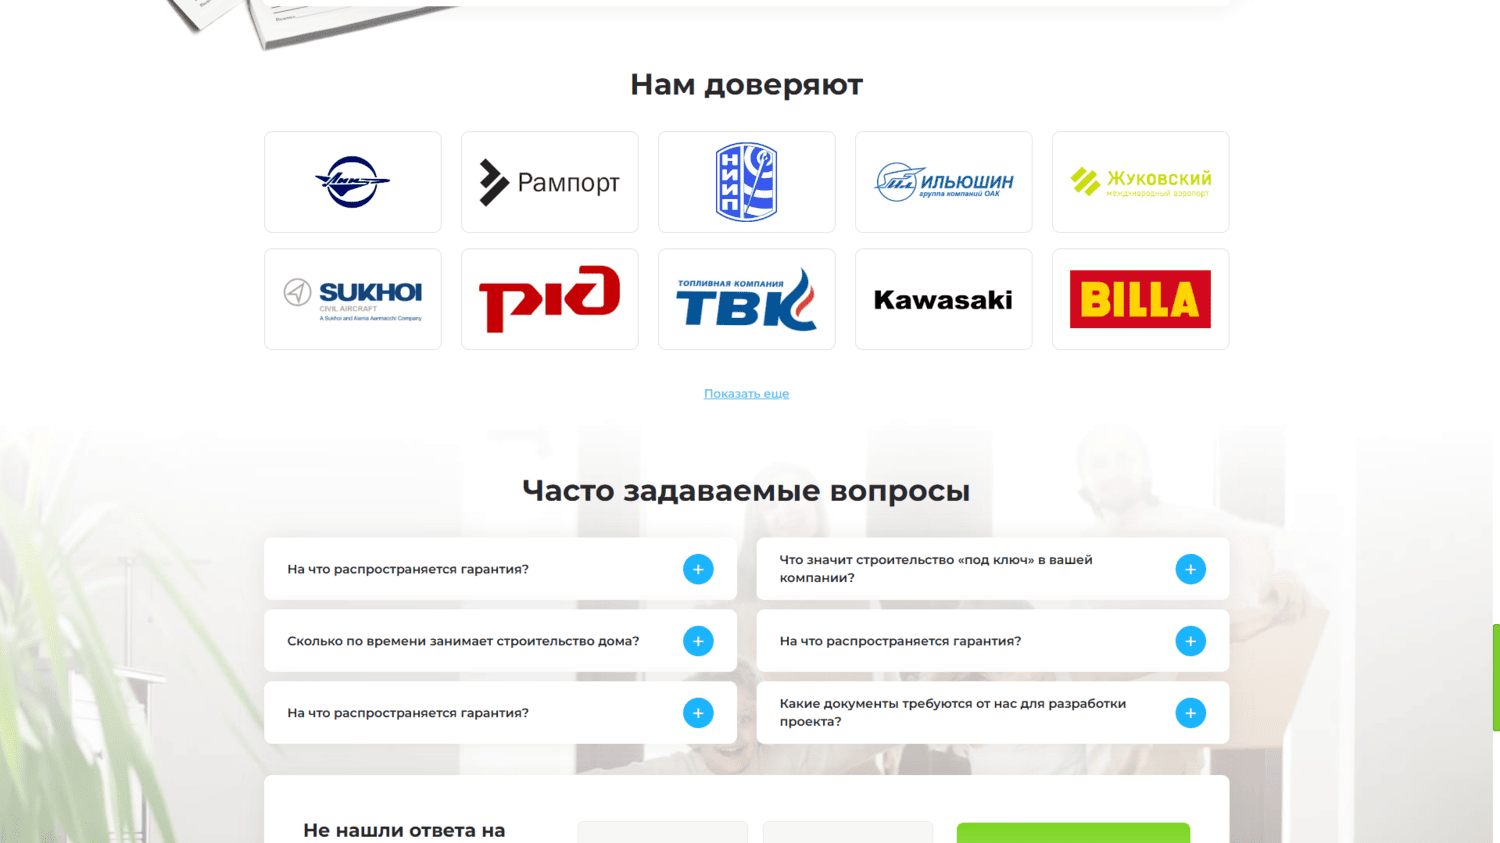 Нам доверяют
Рампорт
НИИП
ИЛЬЮШИН
группа компаний ОАК
Жуковский
международный аэропорт
SUKHOI
CIVIL AIRCRAFT
A Sukhoi and Alenia Aermacchi Company
ржд
ТОПЛИВНАЯ КОМПАНИЯ
ТВК
Kawasaki
BILLA
Показать еще
Часто задаваемые вопросы
На что распространяется гарантия?
Что значит строительство «под ключ» в вашей
компании?
Сколько по времени занимает строительство дома?
На что распространяется гарантия?
На что распространяется гарантия?
Какие документы требуются от нас для разработки
проекта?
Не нашли ответа на